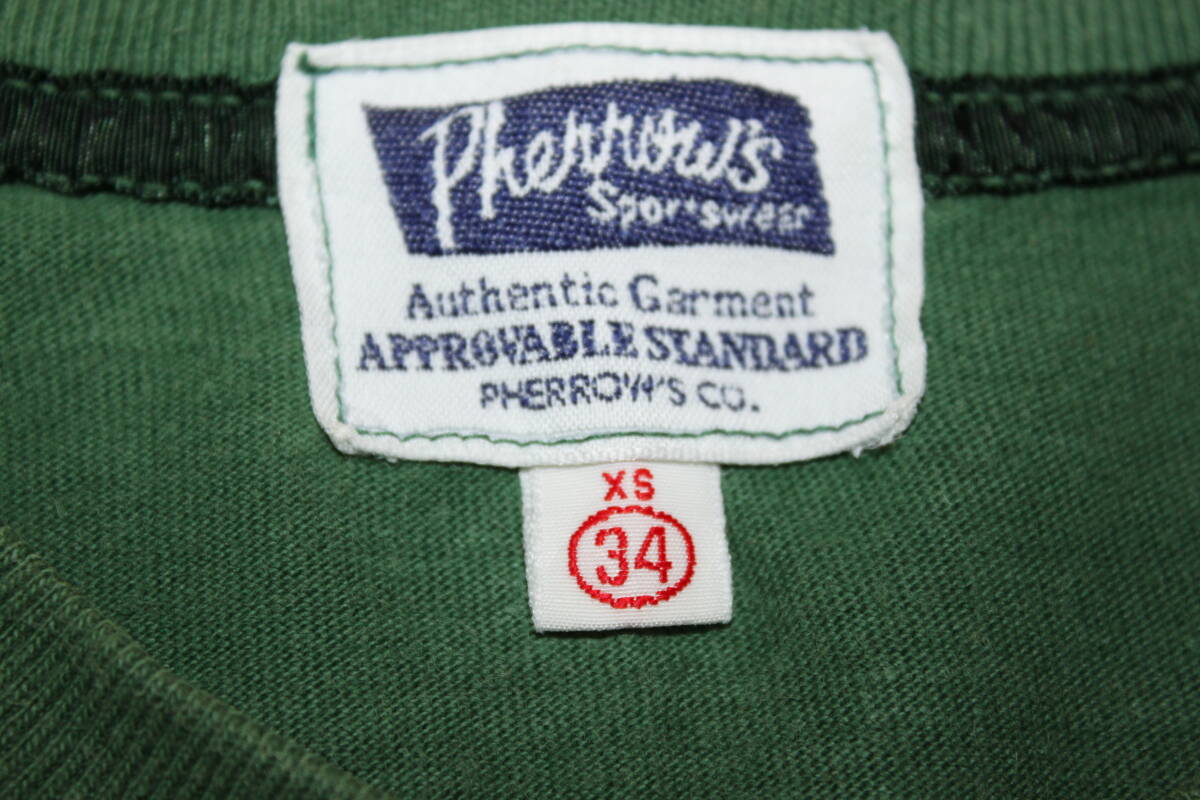 Pherrow's
Sportswear
Authentic Garment
APPROVABLE STANDARD
PHERROW'S CO.
XS
34